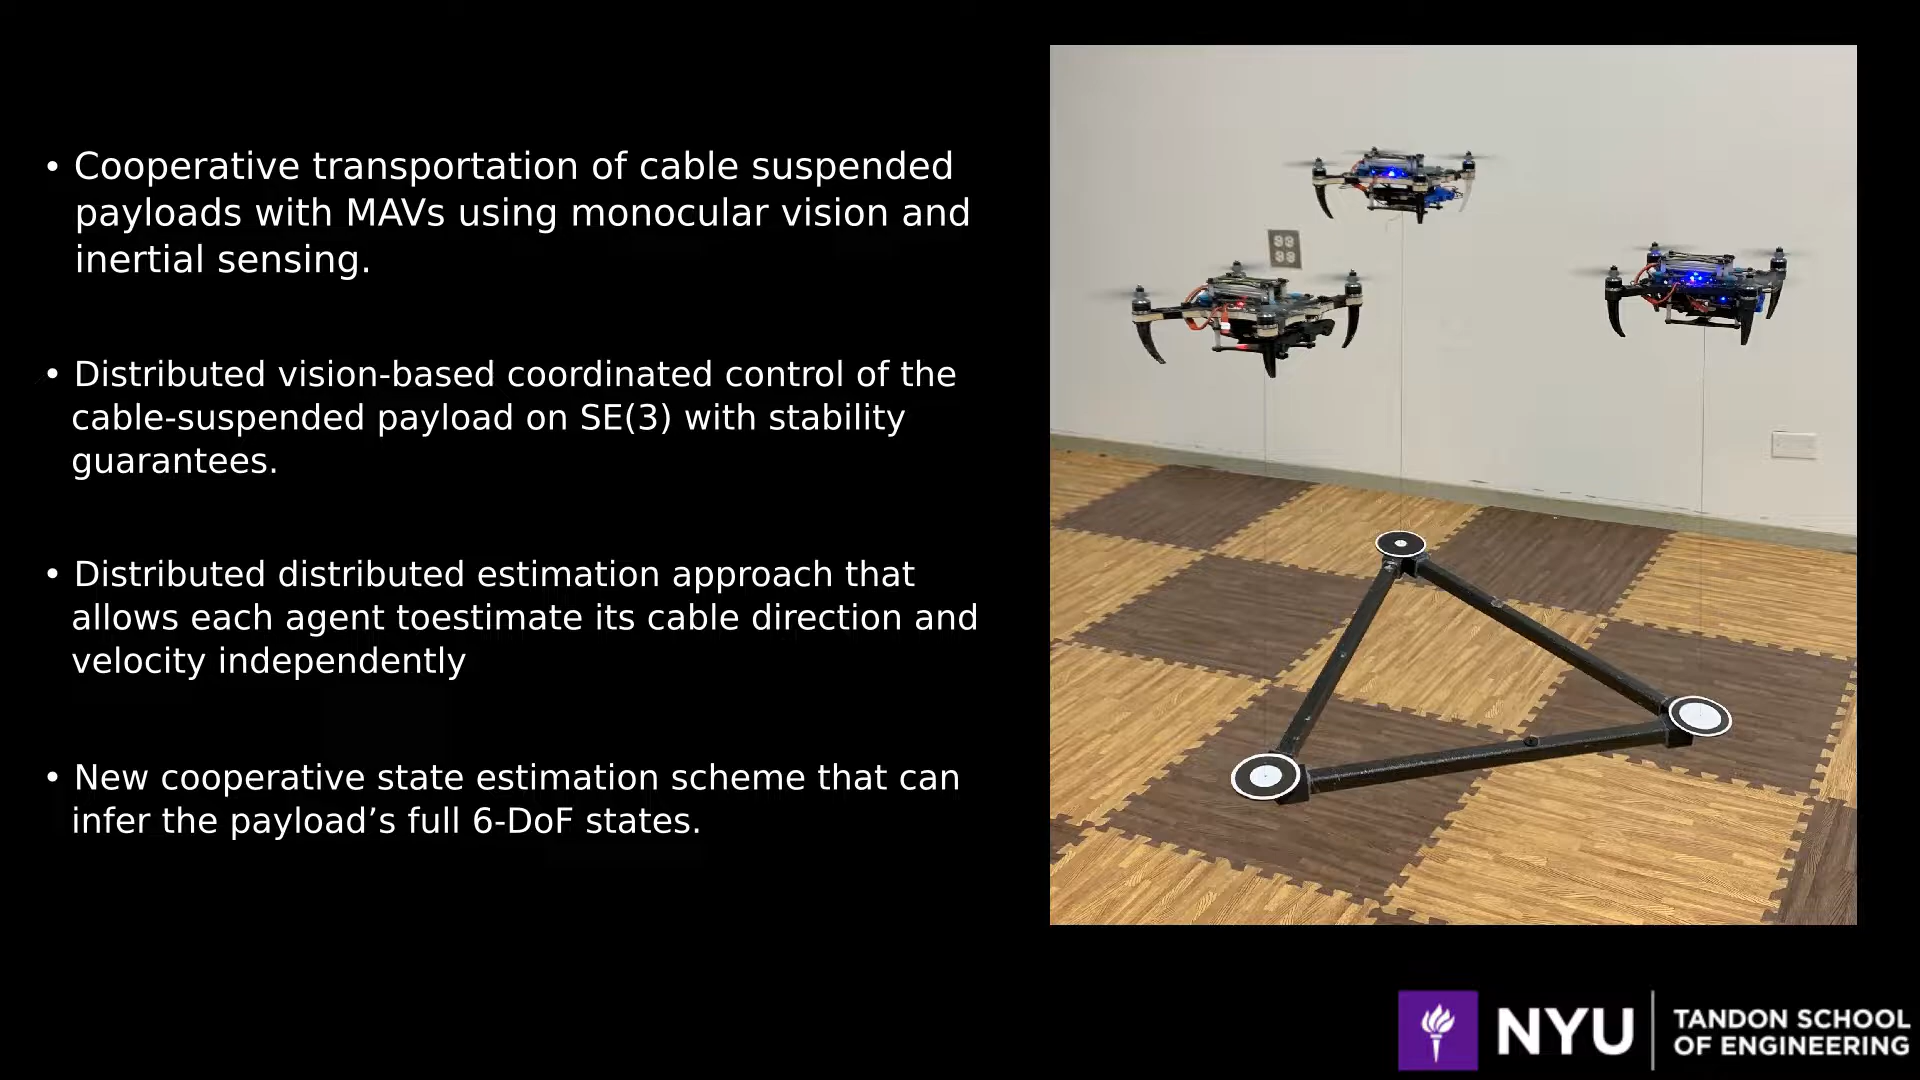 • Cooperative transportation of cable suspended
payloads with MAVs using monocular vision and
inertial sensing.
• Distributed vision-based coordinated control of the
cable-suspended payload on SE(3) with stability
guarantees.
• Distributed distributed estimation approach that
allows each agent toestimate its cable direction and
velocity independently
• New cooperative state estimation scheme that can
infer the payload’s full 6-DoF states.
99
99
NYU
TANDON SCHOOL
OF ENGINEERING